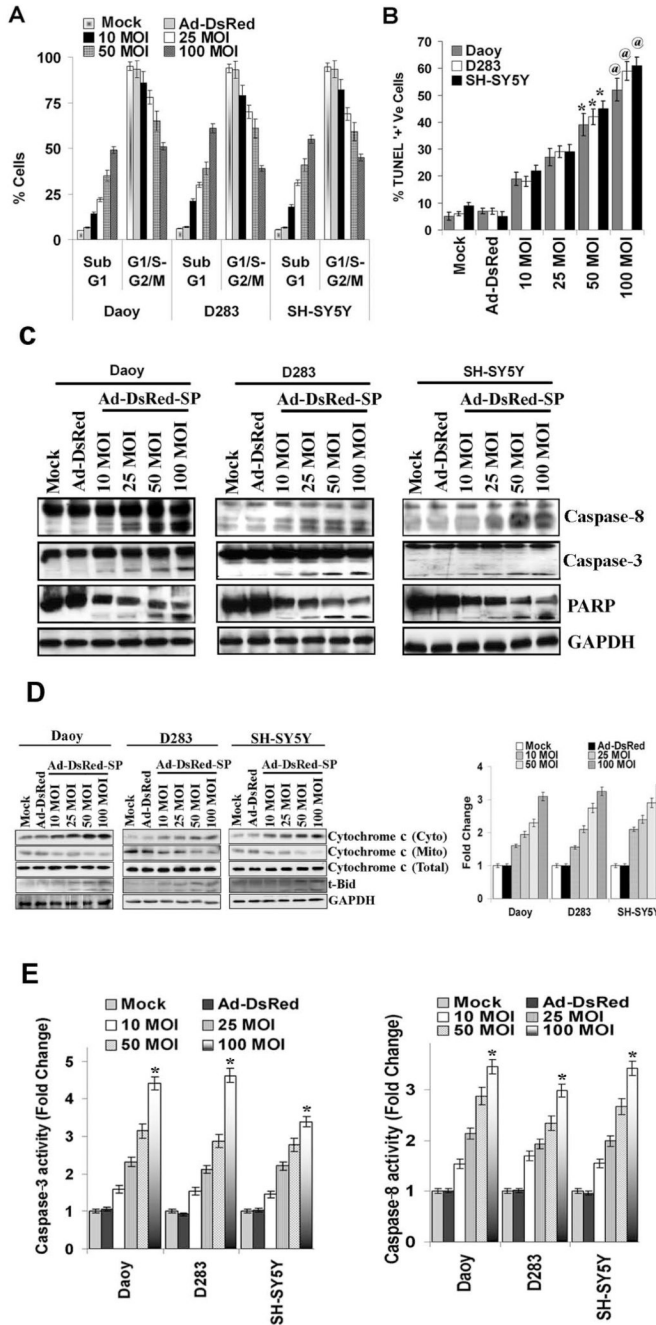 A
Mock
Ad-DsRed
10 MOI
25 MOI
50 MOI
100 MOI
% Cells
100
75
50
25
0
Sub G1
G1/S-G2/M
Sub G1
G1/S-G2/M
Sub G1
G1/S-G2/M
Daoy
D283
SH-SY5Y
B
Daoy
D283
SH-SY5Y
% TUNEL '+' Ve Cells
70
60
50
40
30
20
10
0
* * *
@ @ @
Mock
Ad-DsRed
10 MOI
25 MOI
50 MOI
100 MOI
C
Daoy
D283
SH-SY5Y
Ad-DsRed-SP
Ad-DsRed-SP
Ad-DsRed-SP
Mock
Ad-DsRed
10 MOI
25 MOI
50 MOI
100 MOI
Mock
Ad-DsRed
10 MOI
25 MOI
50 MOI
100 MOI
Mock
Ad-DsRed
10 MOI
25 MOI
50 MOI
100 MOI
Caspase-8
Caspase-3
PARP
GAPDH
D
Daoy
D283
SH-SY5Y
Ad-DsRed-SP
Ad-DsRed-SP
Ad-DsRed-SP
Mock
Ad-DsRed
10 MOI
25 MOI
50 MOI
100 MOI
Mock
Ad-DsRed
10 MOI
25 MOI
50 MOI
100 MOI
Mock
Ad-DsRed
10 MOI
25 MOI
50 MOI
100 MOI
Cytochrome c (Cyto)
Cytochrome c (Mito)
Cytochrome c (Total)
t-Bid
GAPDH
Mock
Ad-DsRed
10 MOI
25 MOI
50 MOI
100 MOI
Fold Change
4
3
2
1
0
Daoy
D283
SH-SY5Y
E
Mock
Ad-DsRed
10 MOI
25 MOI
50 MOI
100 MOI
Caspase-3 activity (Fold Change)
5
4
3
2
1
0
*
*
*
Daoy
D283
SH-SY5Y
Mock
Ad-DsRed
10 MOI
25 MOI
50 MOI
100 MOI
Caspase-8 activity (Fold Change)
3
2
1
0
*
*
*
Daoy
D283
SH-SY5Y